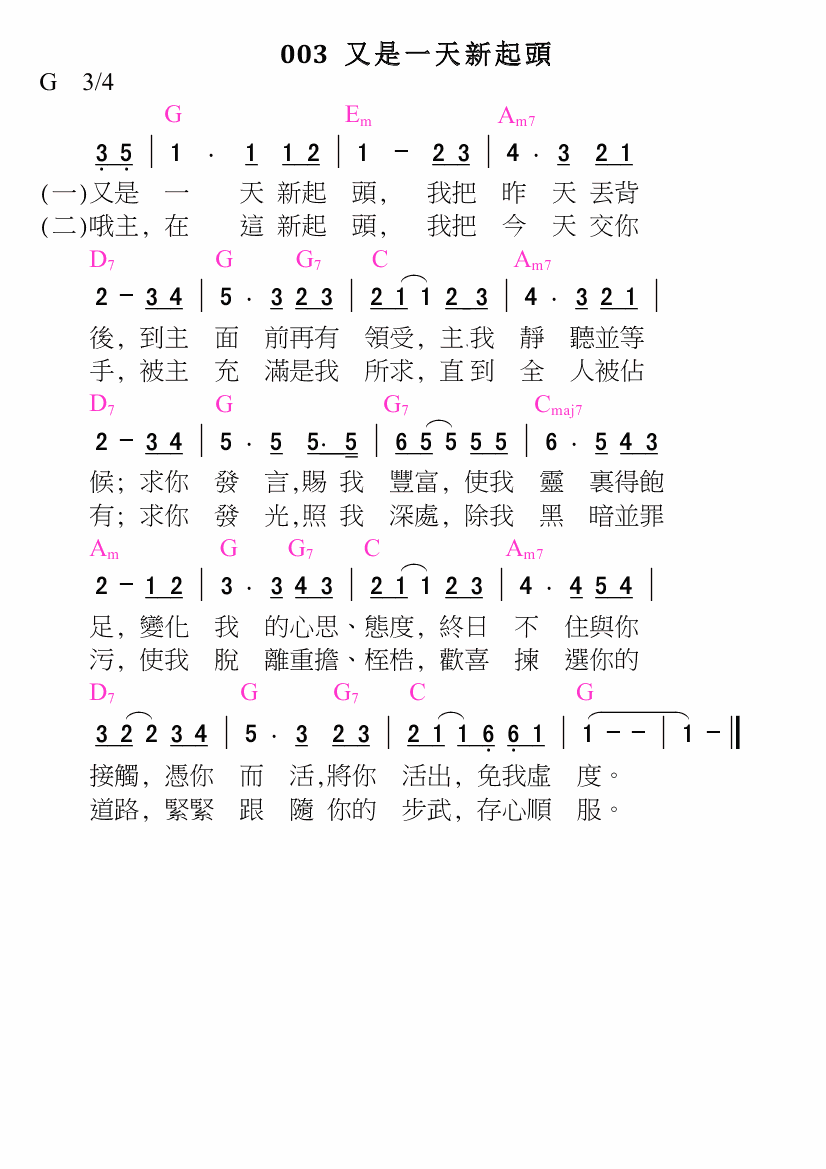 003 又是一天新起頭
G 3/4
G Em Am7
3 5 | 1 · 1 1 2 | 1 - 2 3 | 4 · 3 2 1
(一)又是 一 天 新起 頭, 我把 昨 天 丟背
(二)哦主, 在 這 新起 頭, 我把 今 天 交你
D7 G G7 C Am7
2 - 3 4 | 5 · 3 2 3 | 2 1 1 2 3 | 4 · 3 2 1 |
後, 到主 面 前再有 領受, 主.我 靜 聽並等
手, 被主 充 滿是我 所求, 直到 全 人被佔
D7 G G7 Cmaj7
2 - 3 4 | 5 · 5 5· 5 | 6 5 5 5 5 | 6 · 5 4 3
候; 求你 發 言,賜 我 豐富, 使我 靈 裏得飽
有; 求你 發 光,照 我 深處, 除我 黑 暗並罪
Am G G7 C Am7
2 - 1 2 | 3 · 3 4 3 | 2 1 1 2 3 | 4 · 4 5 4 |
足, 變化 我 的心思、態度, 終日 不 住與你
污, 使我 脫 離重擔、桎梏, 歡喜 揀 選你的
D7 G G7 C G
3 2 2 3 4 | 5 · 3 2 3 | 2 1 1 6 6 1 | 1 - - | 1 - ‖
接觸, 憑你 而 活,將你 活出, 免我虛 度。
道路, 緊緊 跟 隨 你的 步武, 存心順 服。